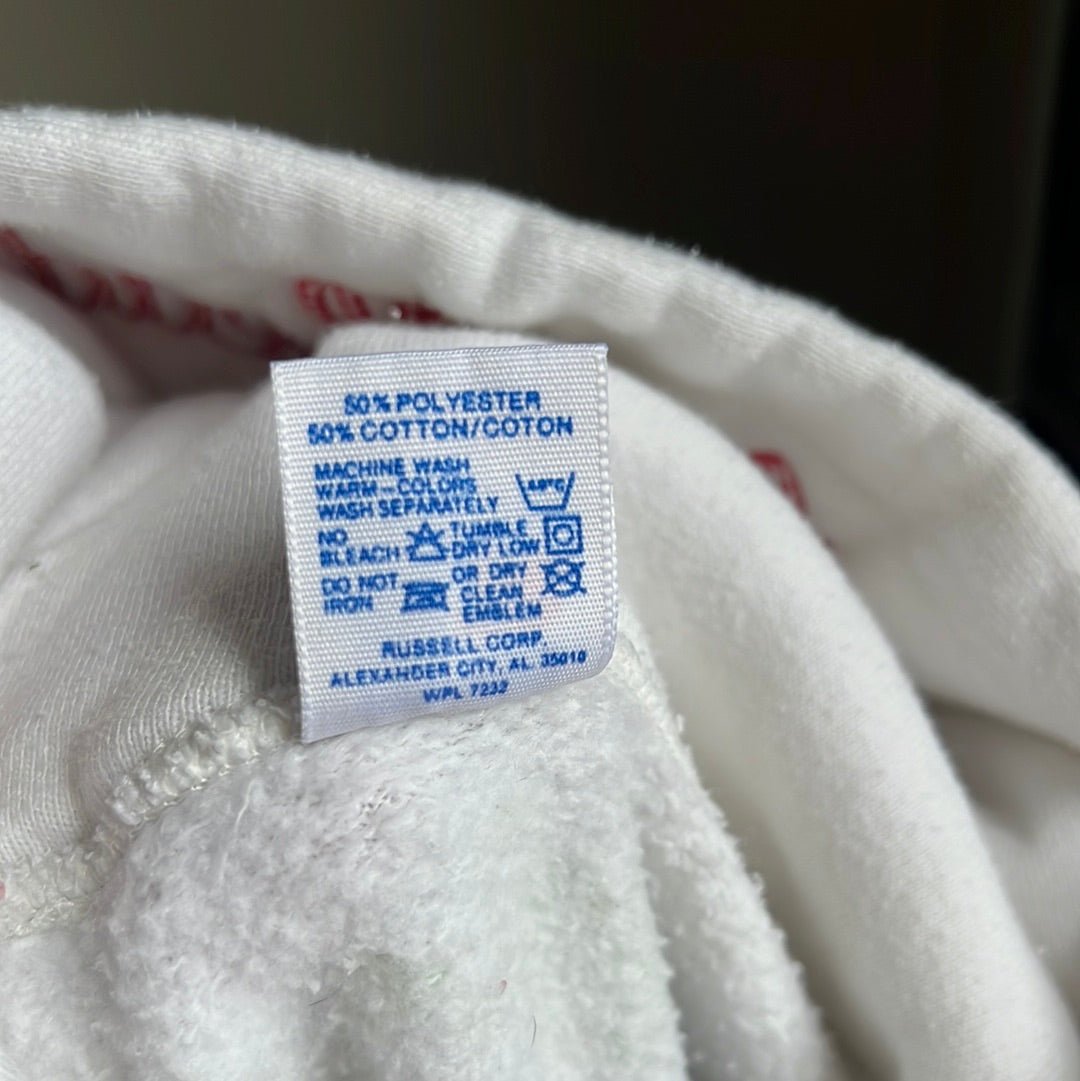 50% POLYESTER
50% COTTON/COTON
MACHINE WASH
WARM - COLORS
WASH SEPARATELY
NO
BLEACH
TUMBLE
DRY LOW
DO NOT
IRON
OR DRY
CLEAN
EMBLEM
RUSSELL CORP.
ALEXANDER CITY, AL. 35010
WPL 7232